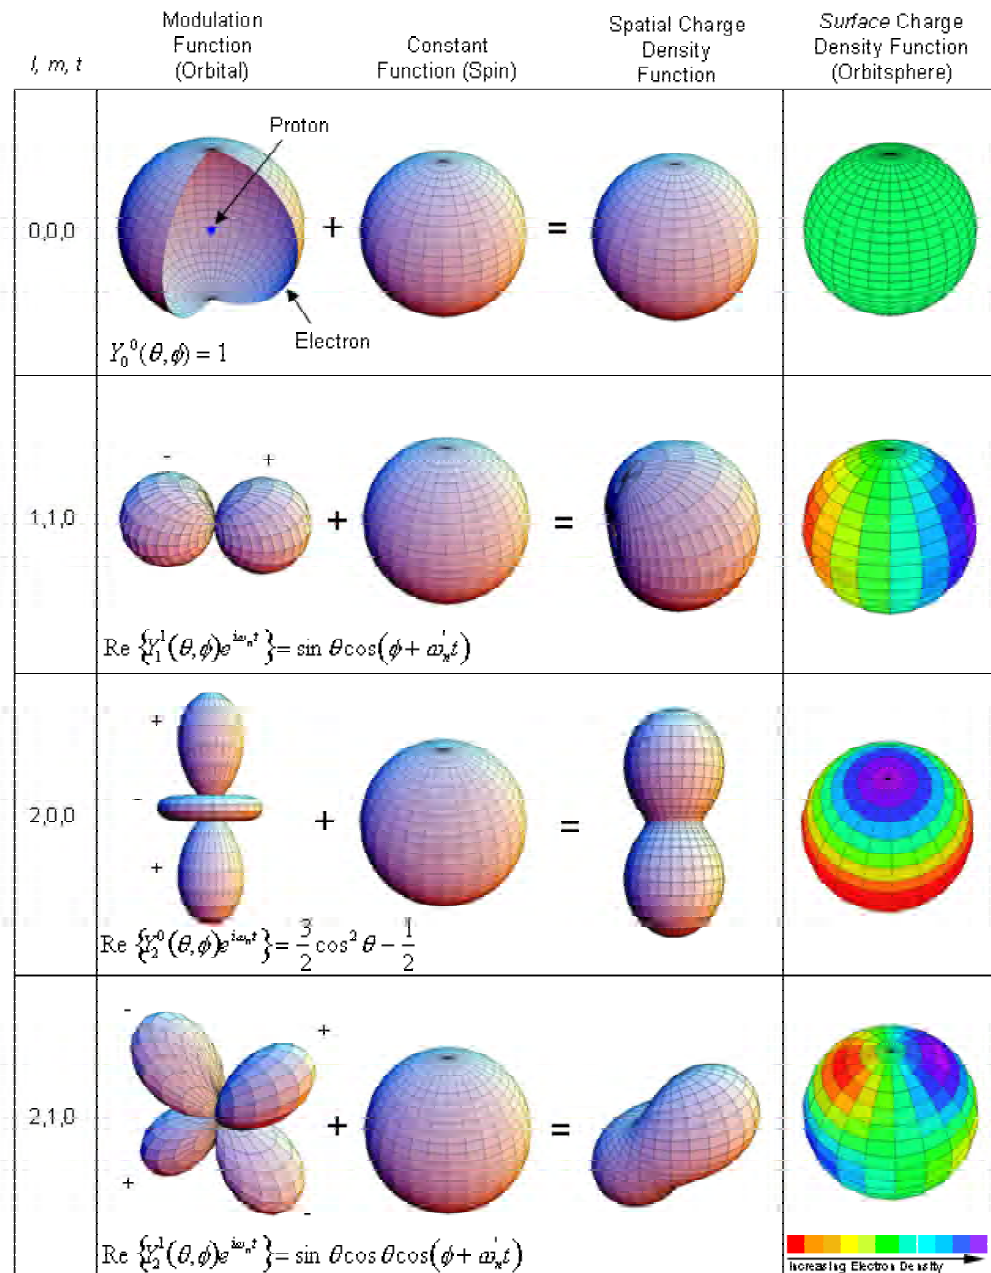 l, m, t
Modulation
Function
(Orbital)
Constant
Function (Spin)
Spatial Charge
Density
Function
Surface Charge
Density Function
(Orbitsphere)
0,0,0
Proton
+
=
Electron
Y₀⁰(θ,ϕ) = 1
1,1,0
-
+
+
=
Re {Y₁¹(θ,ϕ)e^{iωₙt}} = sin θ cos(ϕ + ω'ₙt)
2,0,0
+
-
+
+
=
Re {Y₂⁰(θ,ϕ)e^{iωₙt}} = 3/2 cos² θ − 1/2
2,1,0
-
+
+
-
+
=
Re {Y₂¹(θ,ϕ)e^{iωₙt}} = sin θ cos θ cos(ϕ + ω'ₙt)
Increasing Electron Density